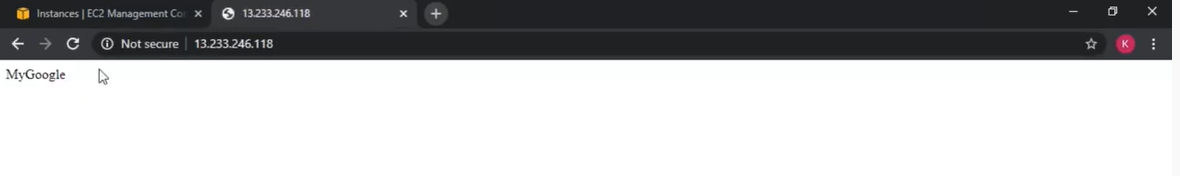 Instances | EC2 Management Co
13.233.246.118
Not secure
13.233.246.118
K
MyGoogle